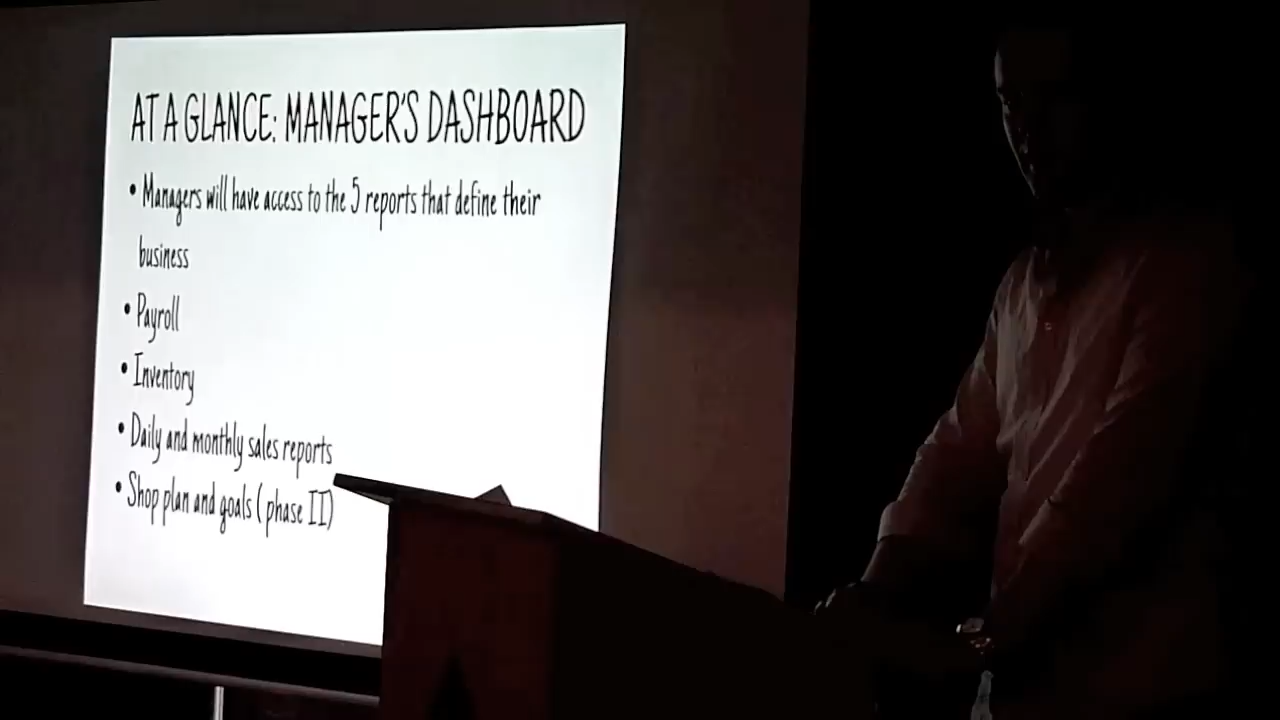 AT A GLANCE: MANAGER'S DASHBOARD
• Managers will have access to the 5 reports that define their
business
• Payroll
• Inventory
• Daily and monthly sales reports
• Shop plan and goals ( phase II)